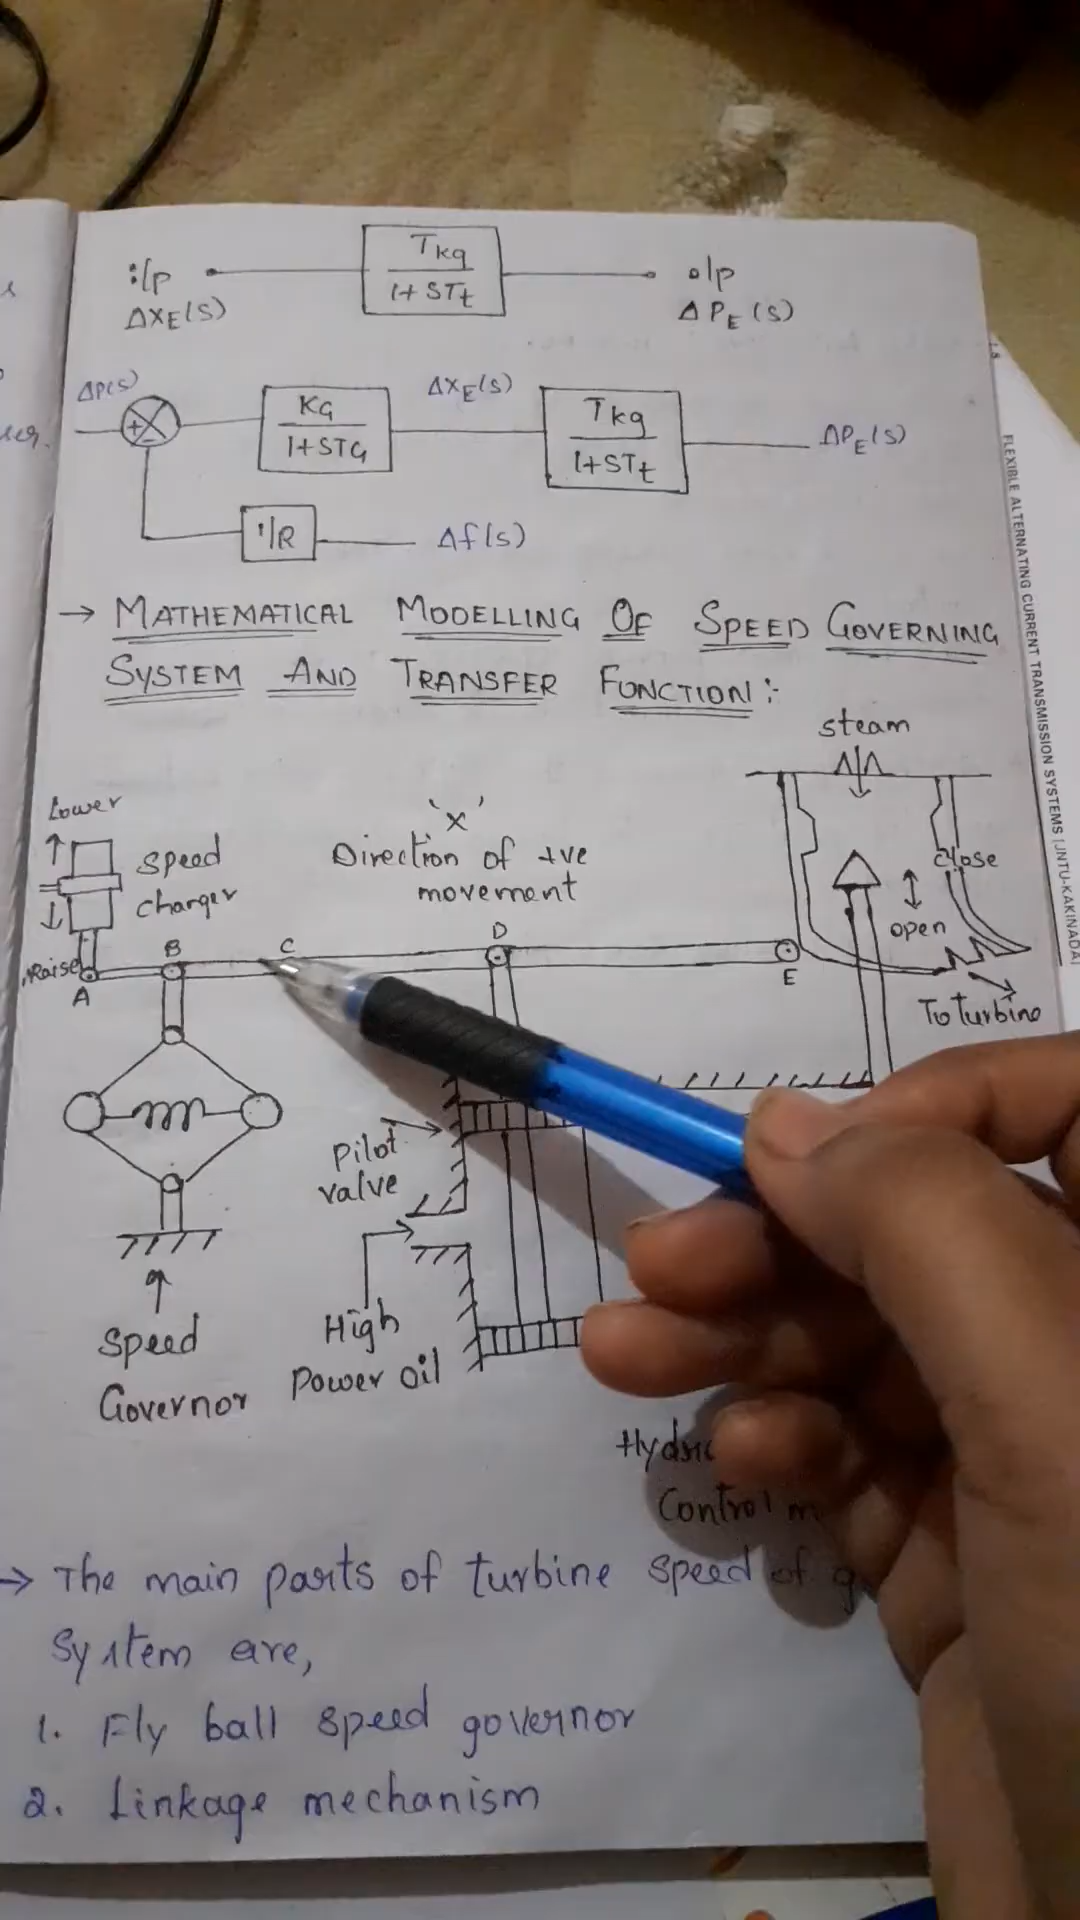 i/p
ΔXE(S)
Tkg
1+STt
o/p
ΔPE(S)
ΔP(S)
+
-
KG
1+STG
ΔXE(S)
Tkg
1+STt
ΔPE(S)
1/R
Δf(S)
→ MATHEMATICAL MODELLING OF SPEED GOVERNING
SYSTEM AND TRANSFER FUNCTION :-
steam
Lower
speed
charger
Raise
'x'
Direction of +ve
movement
close
open
To turbine
A
B
C
D
E
Pilot
valve
High
Power oil
Speed
Governor
Control
→ The main parts of turbine speed of
System are,
1. Fly ball speed governor
2. Linkage mechanism
FLEXIBLE ALTERNATING CURRENT TRANSMISSION SYSTEMS [JNTU-KAKINADA]